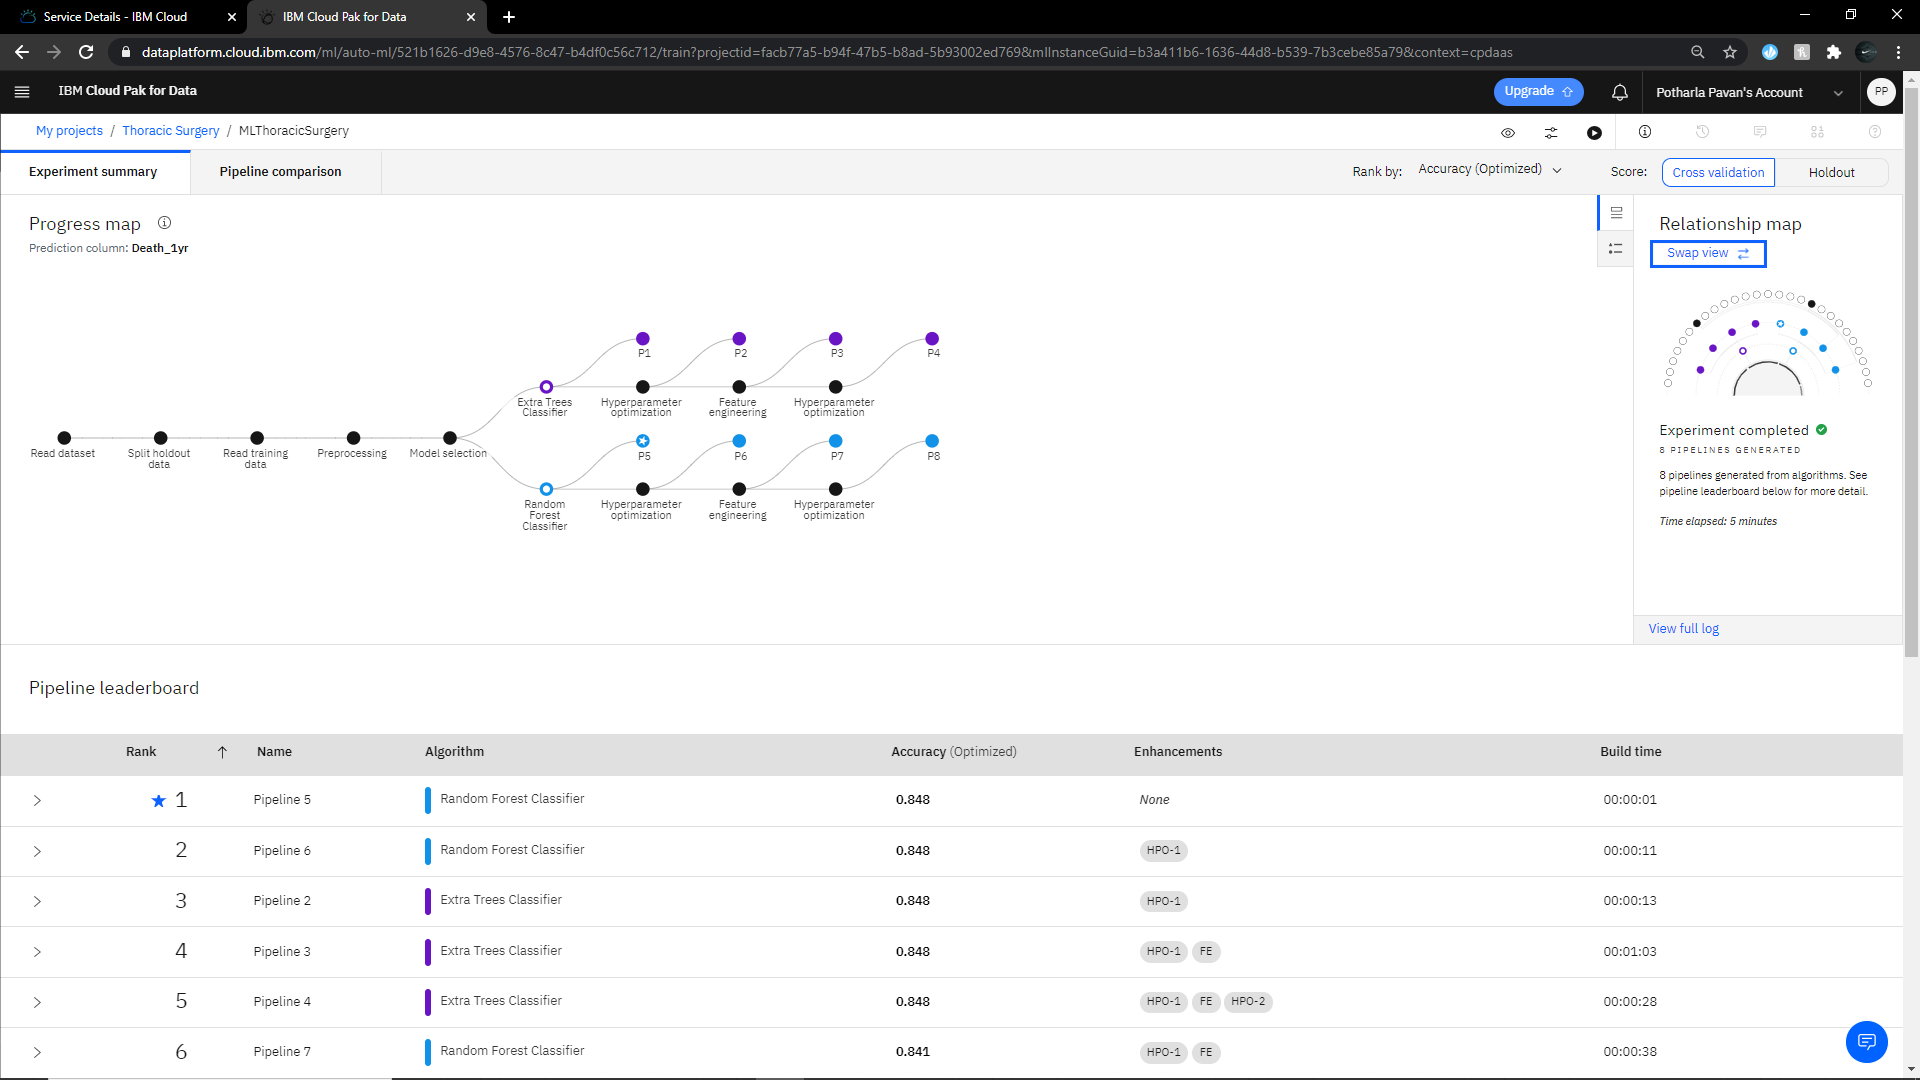 Service Details - IBM Cloud
IBM Cloud Pak for Data
dataplatform.cloud.ibm.com/ml/auto-ml/521b1626-d9e8-4576-8c47-b4df0c56c712/train?projectid=facb77a5-b94f-47b5-b8ad-5b93002ed769&mlInstanceGuid=b3a411b6-1636-44d8-b539-7b3cebe85a79&context=cpdaas
IBM Cloud Pak for Data
Upgrade
Potharla Pavan's Account
PP
My projects / Thoracic Surgery / MLThoracicSurgery
Experiment summary
Pipeline comparison
Rank by: Accuracy (Optimized)
Score: Cross validation Holdout
Progress map
Prediction column: Death_1yr
P1 P2 P3 P4
Extra Trees Classifier
Hyperparameter optimization
Feature engineering
Hyperparameter optimization
Read dataset
Split holdout data
Read training data
Preprocessing
Model selection
P5 P6 P7 P8
Random Forest Classifier
Hyperparameter optimization
Feature engineering
Hyperparameter optimization
Relationship map
Swap view
Experiment completed
8 PIPELINES GENERATED
8 pipelines generated from algorithms. See
pipeline leaderboard below for more detail.
Time elapsed: 5 minutes
View full log
Pipeline leaderboard
Rank Name Algorithm Accuracy (Optimized) Enhancements Build time
1 Pipeline 5 Random Forest Classifier 0.848 None 00:00:01
2 Pipeline 6 Random Forest Classifier 0.848 HPO-1 00:00:11
3 Pipeline 2 Extra Trees Classifier 0.848 HPO-1 00:00:13
4 Pipeline 3 Extra Trees Classifier 0.848 HPO-1 FE 00:01:03
5 Pipeline 4 Extra Trees Classifier 0.848 HPO-1 FE HPO-2 00:00:28
6 Pipeline 7 Random Forest Classifier 0.841 HPO-1 FE 00:00:38